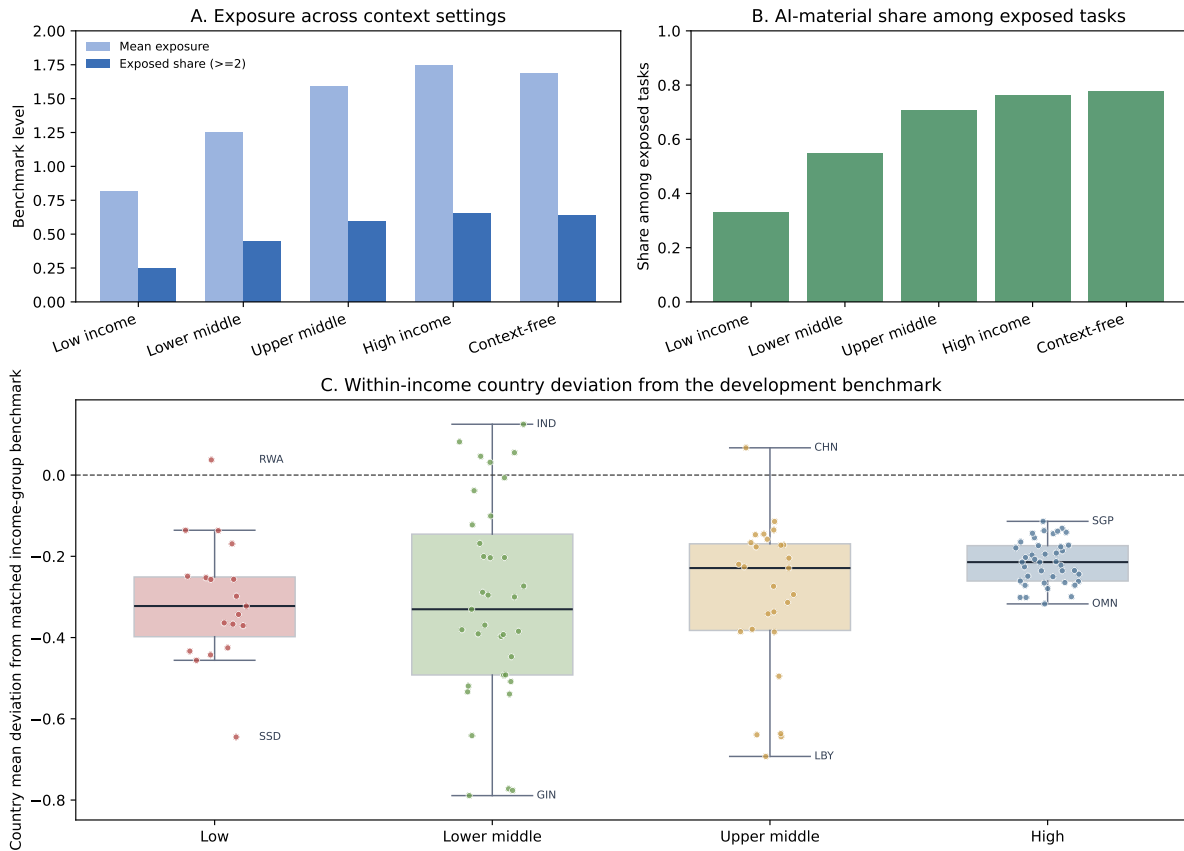 A. Exposure across context settings
Benchmark level
2.00
1.75
1.50
1.25
1.00
0.75
0.50
0.25
0.00
Mean exposure
Exposed share (>=2)
Low income
Lower middle
Upper middle
High income
Context-free
B. AI-material share among exposed tasks
Share among exposed tasks
1.0
0.8
0.6
0.4
0.2
0.0
Low income
Lower middle
Upper middle
High income
Context-free
C. Within-income country deviation from the development benchmark
Country mean deviation from matched income-group benchmark
0.0
−0.2
−0.4
−0.6
−0.8
RWA
SSD
IND
GIN
CHN
LBY
SGP
OMN
Low
Lower middle
Upper middle
High